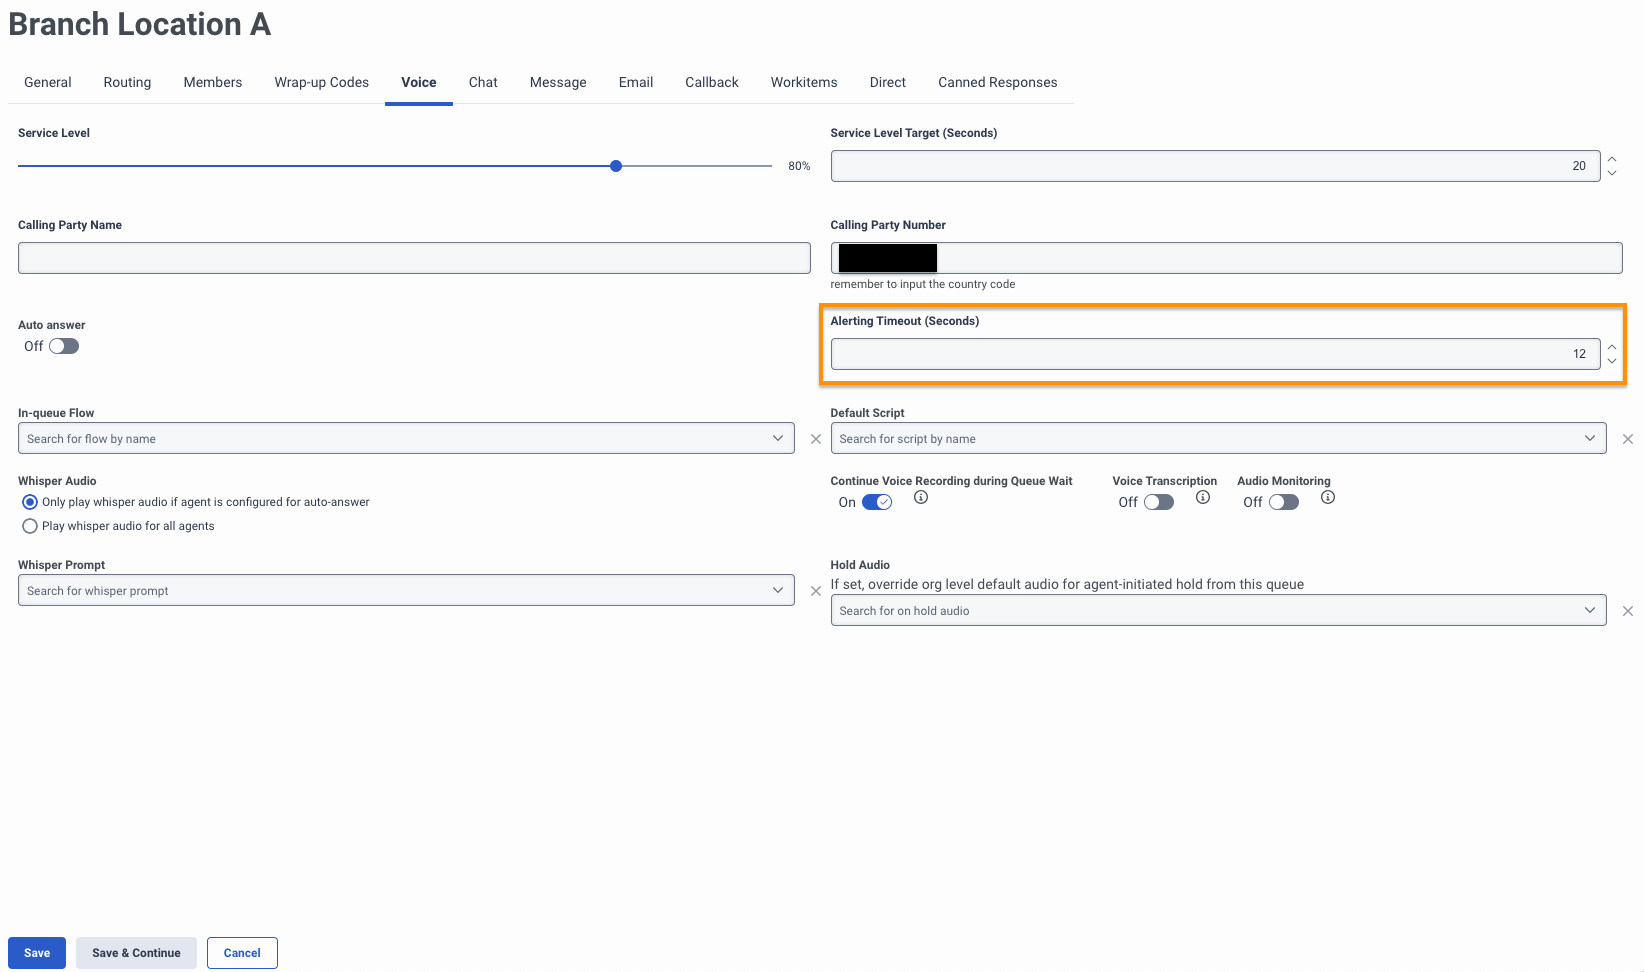 Branch Location A
General Routing Members Wrap-up Codes Voice Chat Message Email Callback Workitems Direct Canned Responses
Service Level
80%
Service Level Target (Seconds)
20
Calling Party Name
Calling Party Number
remember to input the country code
Auto answer
Off
Alerting Timeout (Seconds)
12
In-queue Flow
Search for flow by name
Default Script
Search for script by name
Whisper Audio
Only play whisper audio if agent is configured for auto-answer
Play whisper audio for all agents
Continue Voice Recording during Queue Wait
On
Voice Transcription
Off
Audio Monitoring
Off
Whisper Prompt
Search for whisper prompt
Hold Audio
If set, override org level default audio for agent-initiated hold from this queue
Search for on hold audio
Save Save & Continue Cancel